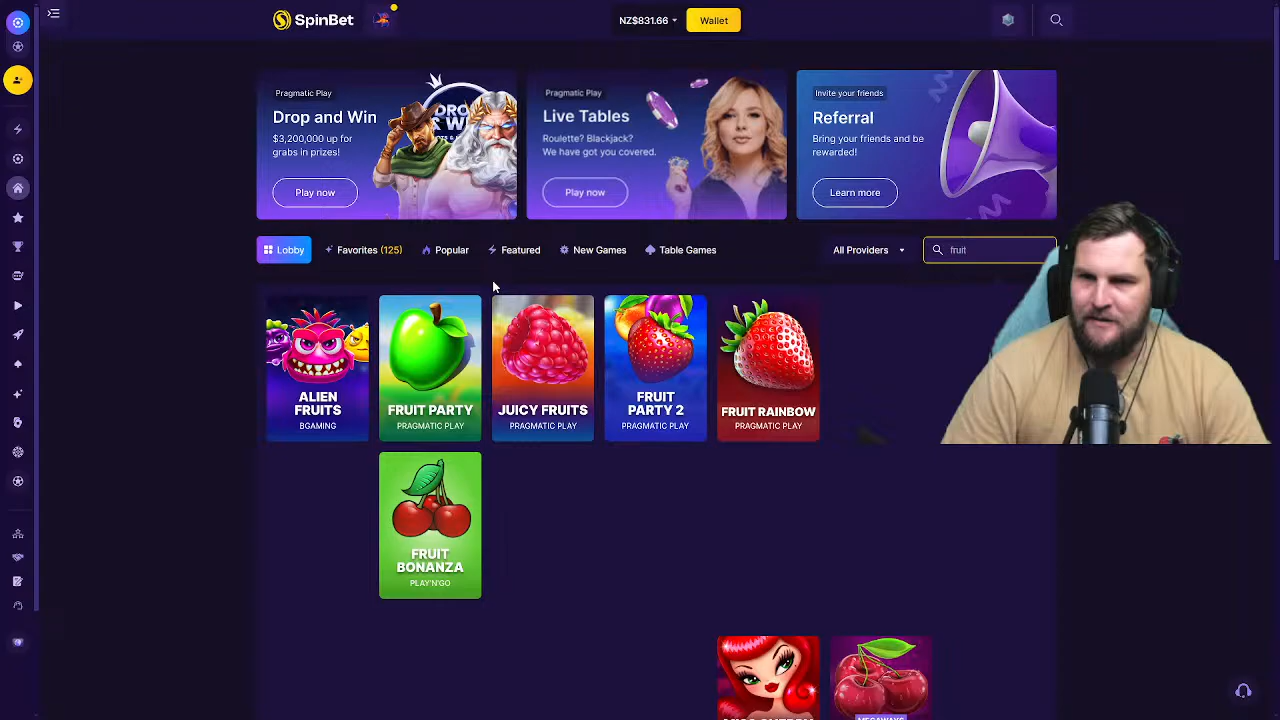 SpinBet
NZ$831.66
Wallet
Pragmatic Play
Drop and Win
$3,200,000 up for
grabs in prizes!
Play now
Pragmatic Play
Live Tables
Roulette? Blackjack?
We have got you covered.
Play now
Invite your friends
Referral
Bring your friends and be
rewarded!
Learn more
Lobby
Favorites (125)
Popular
Featured
New Games
Table Games
All Providers
fruit
ALIEN
FRUITS
BGAMING
FRUIT PARTY
PRAGMATIC PLAY
JUICY FRUITS
PRAGMATIC PLAY
FRUIT
PARTY 2
PRAGMATIC PLAY
FRUIT RAINBOW
PRAGMATIC PLAY
FRUIT
BONANZA
PLAY'N'GO
MEGAWAYS